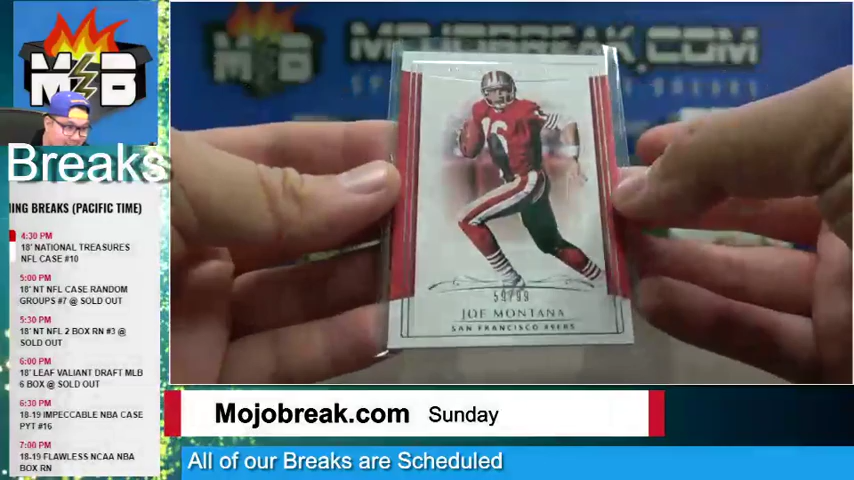 MOJOBREAK.COM
M B
Breaks
ING BREAKS (PACIFIC TIME)
4:30 PM
18' NATIONAL TREASURES
NFL CASE #10
5:00 PM
18' NT NFL CASE RANDOM
GROUPS #7 @ SOLD OUT
5:30 PM
18' NT NFL 2 BOX RN #3 @
SOLD OUT
6:00 PM
18' LEAF VALIANT DRAFT MLB
6 BOX @ SOLD OUT
6:30 PM
18-19 IMPECCABLE NBA CASE
PYT #16
7:00 PM
18-19 FLAWLESS NCAA NBA
BOX RN
MB
16
59/99
JOE MONTANA
SAN FRANCISCO 49ERS
Mojobreak.com Sunday
All of our Breaks are Scheduled